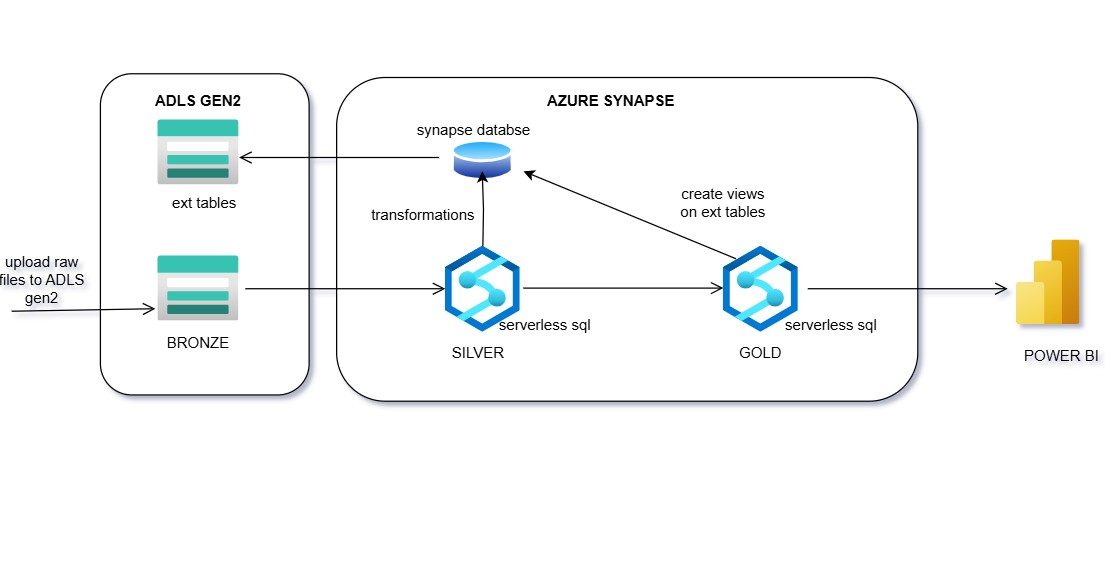 ADLS GEN2
AZURE SYNAPSE
synapse databse
ext tables
transformations
create views
on ext tables
upload raw
files to ADLS
gen2
BRONZE
serverless sql
SILVER
serverless sql
GOLD
POWER BI